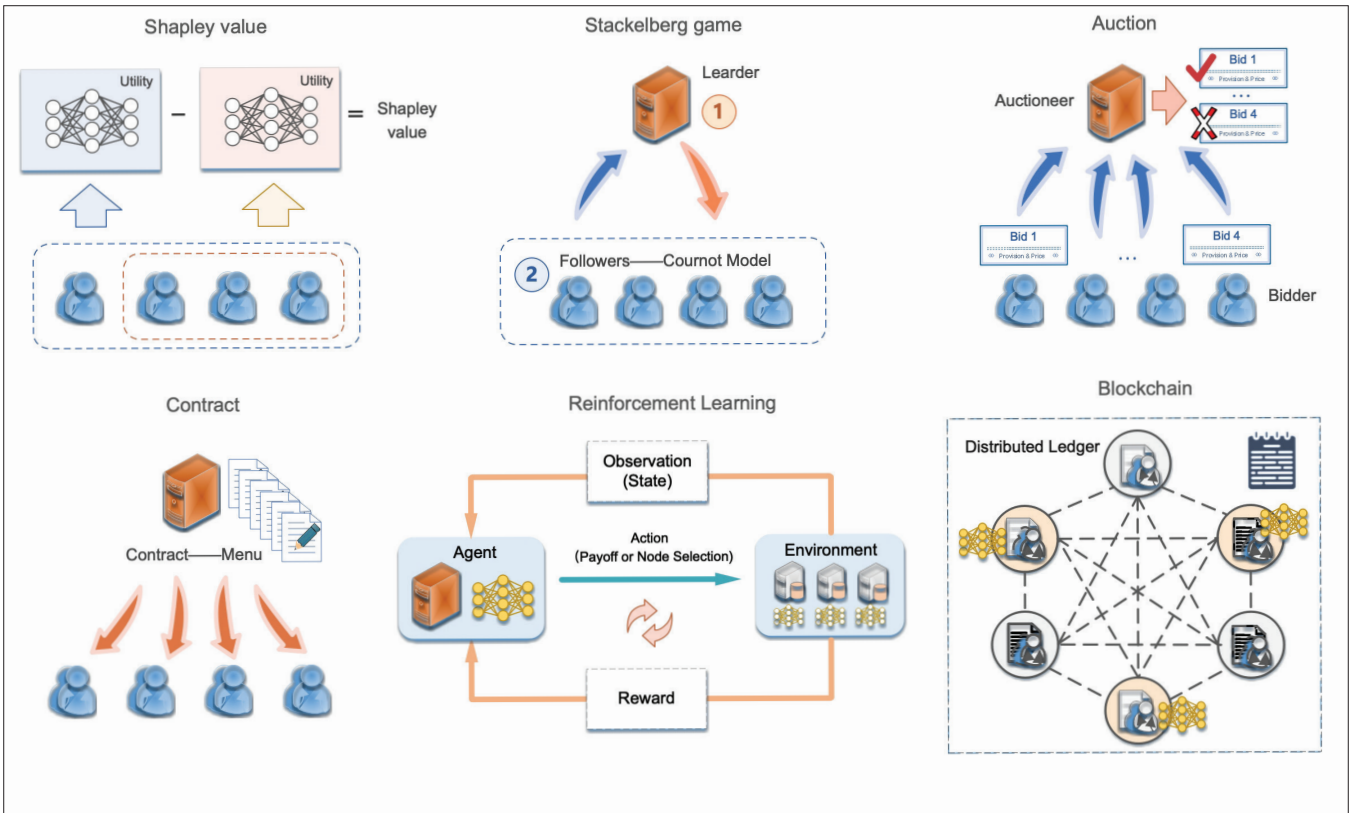 Shapley value
Utility
Utility
Shapley
value
Stackelberg game
Learder
1
2
Followers——Cournot Model
Auction
Auctioneer
Bid 1
Provision & Price
...
Bid 4
Provision & Price
Bid 1
Provision & Price
...
Bid 4
Provision & Price
Bidder
Contract
Contract——Menu
Reinforcement Learning
Observation
(State)
Agent
Action
(Payoff or Node Selection)
Environment
Reward
Blockchain
Distributed Ledger